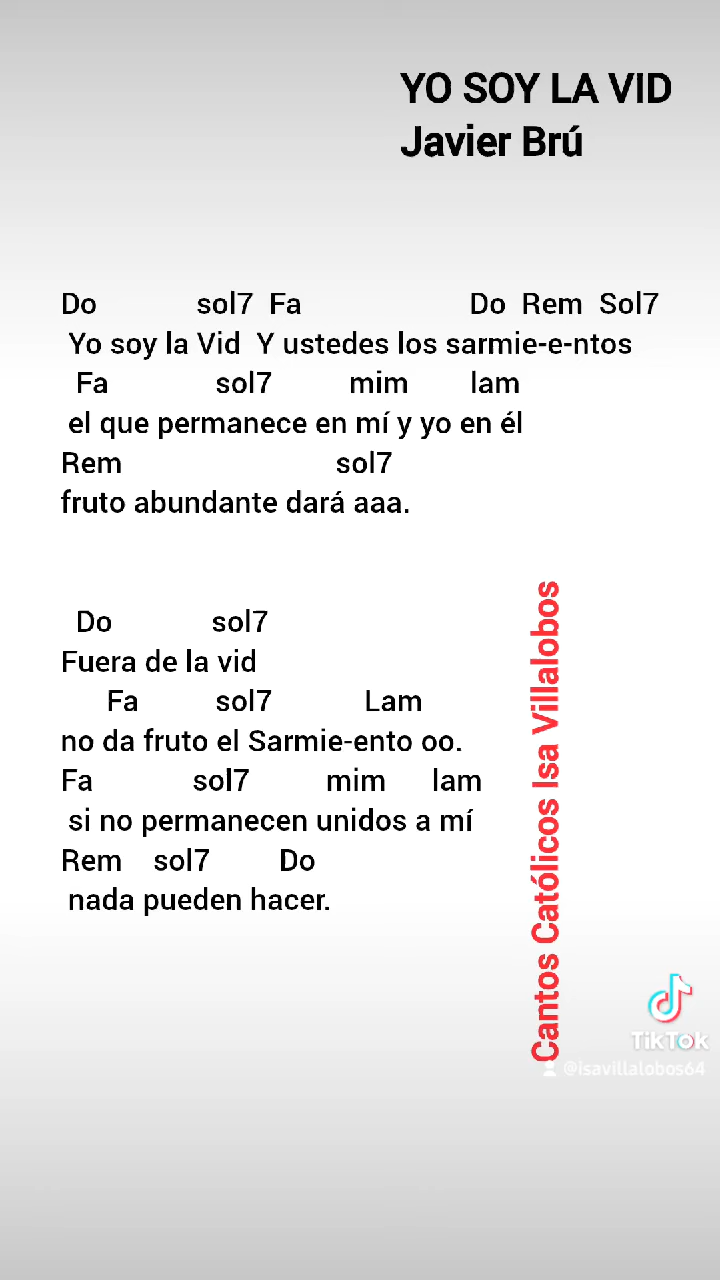 YO SOY LA VID
Javier Brú
Do sol7 Fa Do Rem Sol7
Yo soy la Vid Y ustedes los sarmie-e-ntos
Fa sol7 mim lam
el que permanece en mí y yo en él
Rem sol7
fruto abundante dará aaa.
Do sol7
Fuera de la vid
Fa sol7 Lam
no da fruto el Sarmie-ento oo.
Fa sol7 mim lam
si no permanecen unidos a mí
Rem sol7 Do
nada pueden hacer.
Cantos Católicos Isa Villalobos
TikTok
@isavillalobos64